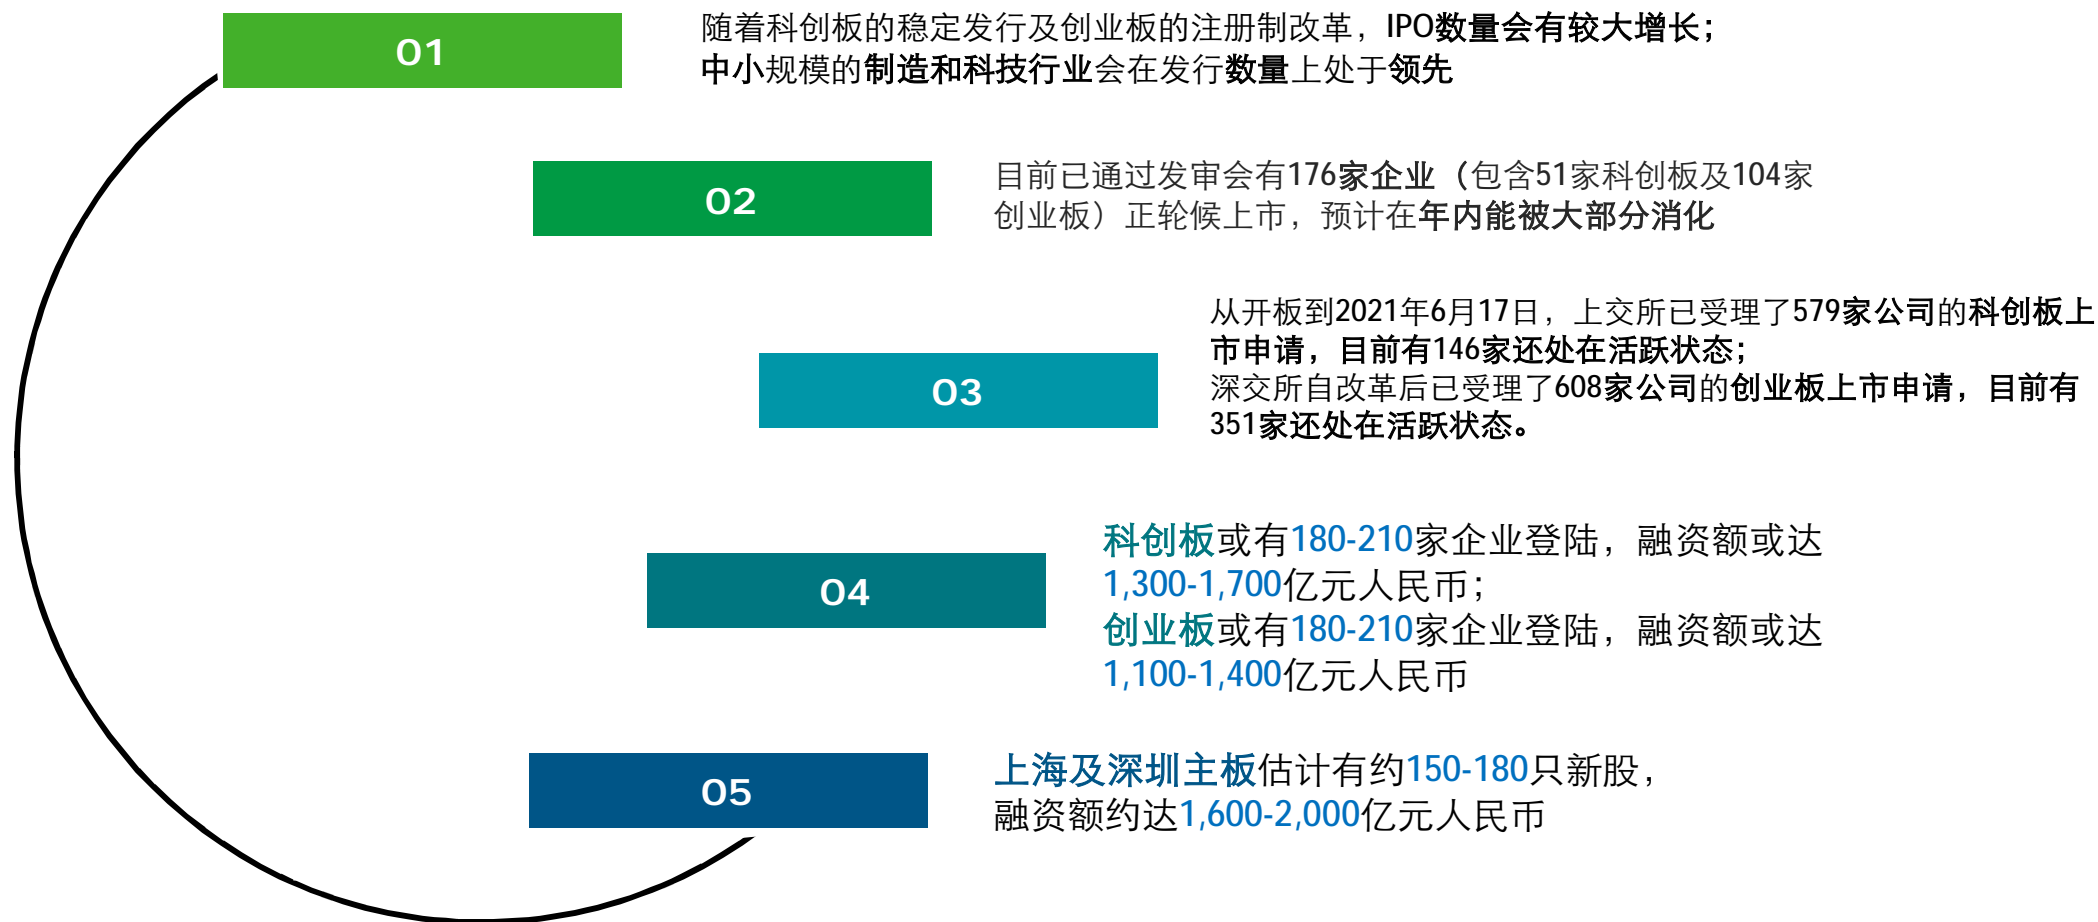 01
随着科创板的稳定发行及创业板的注册制改革，IPO数量会有较大增长；
中小规模的制造和科技行业会在发行数量上处于领先
02
目前已通过发审会有176家企业（包含51家科创板及104家
创业板）正轮候上市，预计在年内能被大部分消化
03
从开板到2021年6月17日，上交所已受理了579家公司的科创板上
市申请，目前有146家还处在活跃状态；
深交所自改革后已受理了608家公司的创业板上市申请，目前有
351家还处在活跃状态。
04
科创板或有180-210家企业登陆，融资额或达
1,300-1,700亿元人民币；
创业板或有180-210家企业登陆，融资额或达
1,100-1,400亿元人民币
05
上海及深圳主板估计有约150-180只新股，
融资额约达1,600-2,000亿元人民币